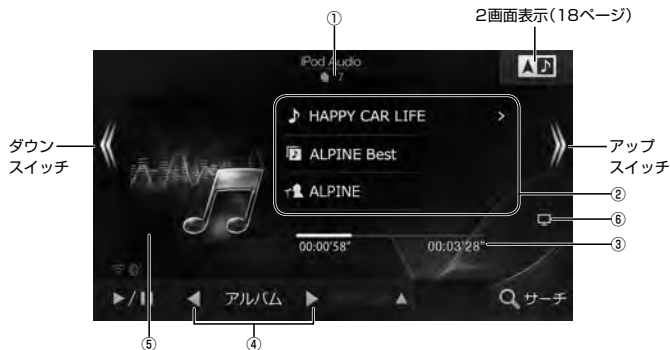 ①
2画面表示(18ページ)
iPod Audio
7
HAPPY CAR LIFE
ALPINE Best
ALPINE
ダウン
スイッチ
アップ
スイッチ
②
⑥
③
00:00'58"
00:03'28"
アルバム
サーチ
⑤
④